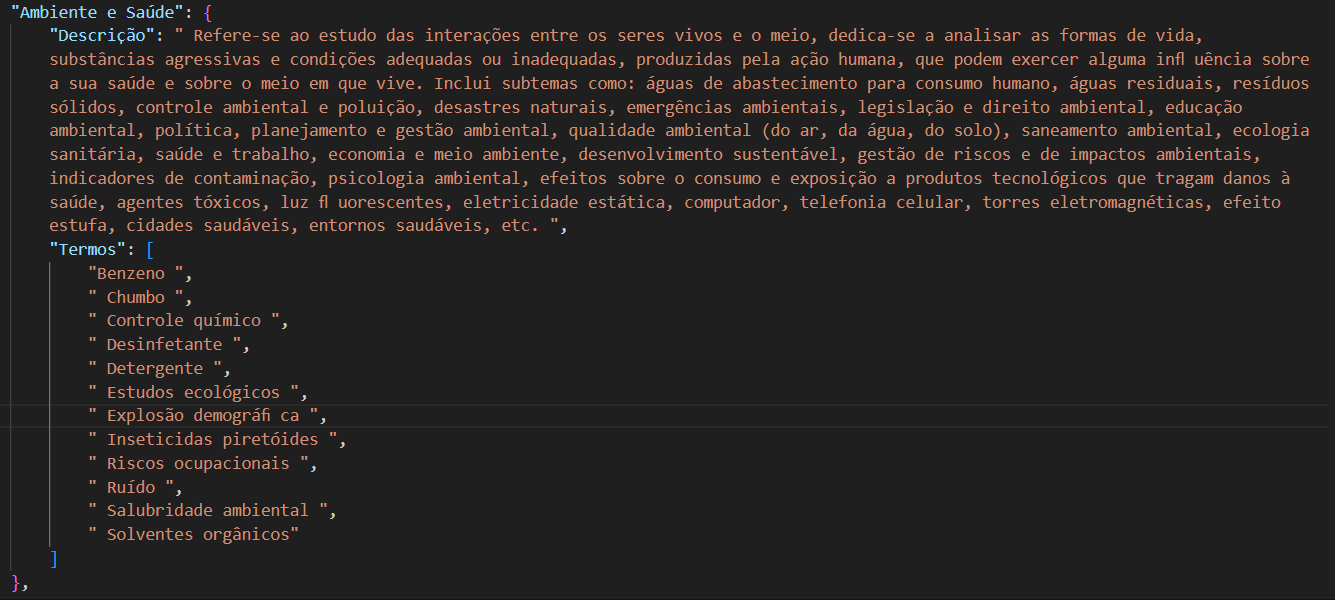 "Ambiente e Saúde": {
"Descrição": " Refere-se ao estudo das interações entre os seres vivos e o meio, dedica-se a analisar as formas de vida,
substâncias agressivas e condições adequadas ou inadequadas, produzidas pela ação humana, que podem exercer alguma infl uência sobre
a sua saúde e sobre o meio em que vive. Inclui subtemas como: águas de abastecimento para consumo humano, águas residuais, resíduos
sólidos, controle ambiental e poluição, desastres naturais, emergências ambientais, legislação e direito ambiental, educação
ambiental, política, planejamento e gestão ambiental, qualidade ambiental (do ar, da água, do solo), saneamento ambiental, ecologia
sanitária, saúde e trabalho, economia e meio ambiente, desenvolvimento sustentável, gestão de riscos e de impactos ambientais,
indicadores de contaminação, psicologia ambiental, efeitos sobre o consumo e exposição a produtos tecnológicos que tragam danos à
saúde, agentes tóxicos, luz fl uorescentes, eletricidade estática, computador, telefonia celular, torres eletromagnéticas, efeito
estufa, cidades saudáveis, entornos saudáveis, etc. ",
"Termos": [
"Benzeno ",
" Chumbo ",
" Controle químico ",
" Desinfetante ",
" Detergente ",
" Estudos ecológicos ",
" Explosão demográfi ca ",
" Inseticidas piretóides ",
" Riscos ocupacionais ",
" Ruído ",
" Salubridade ambiental ",
" Solventes orgânicos"
]
},